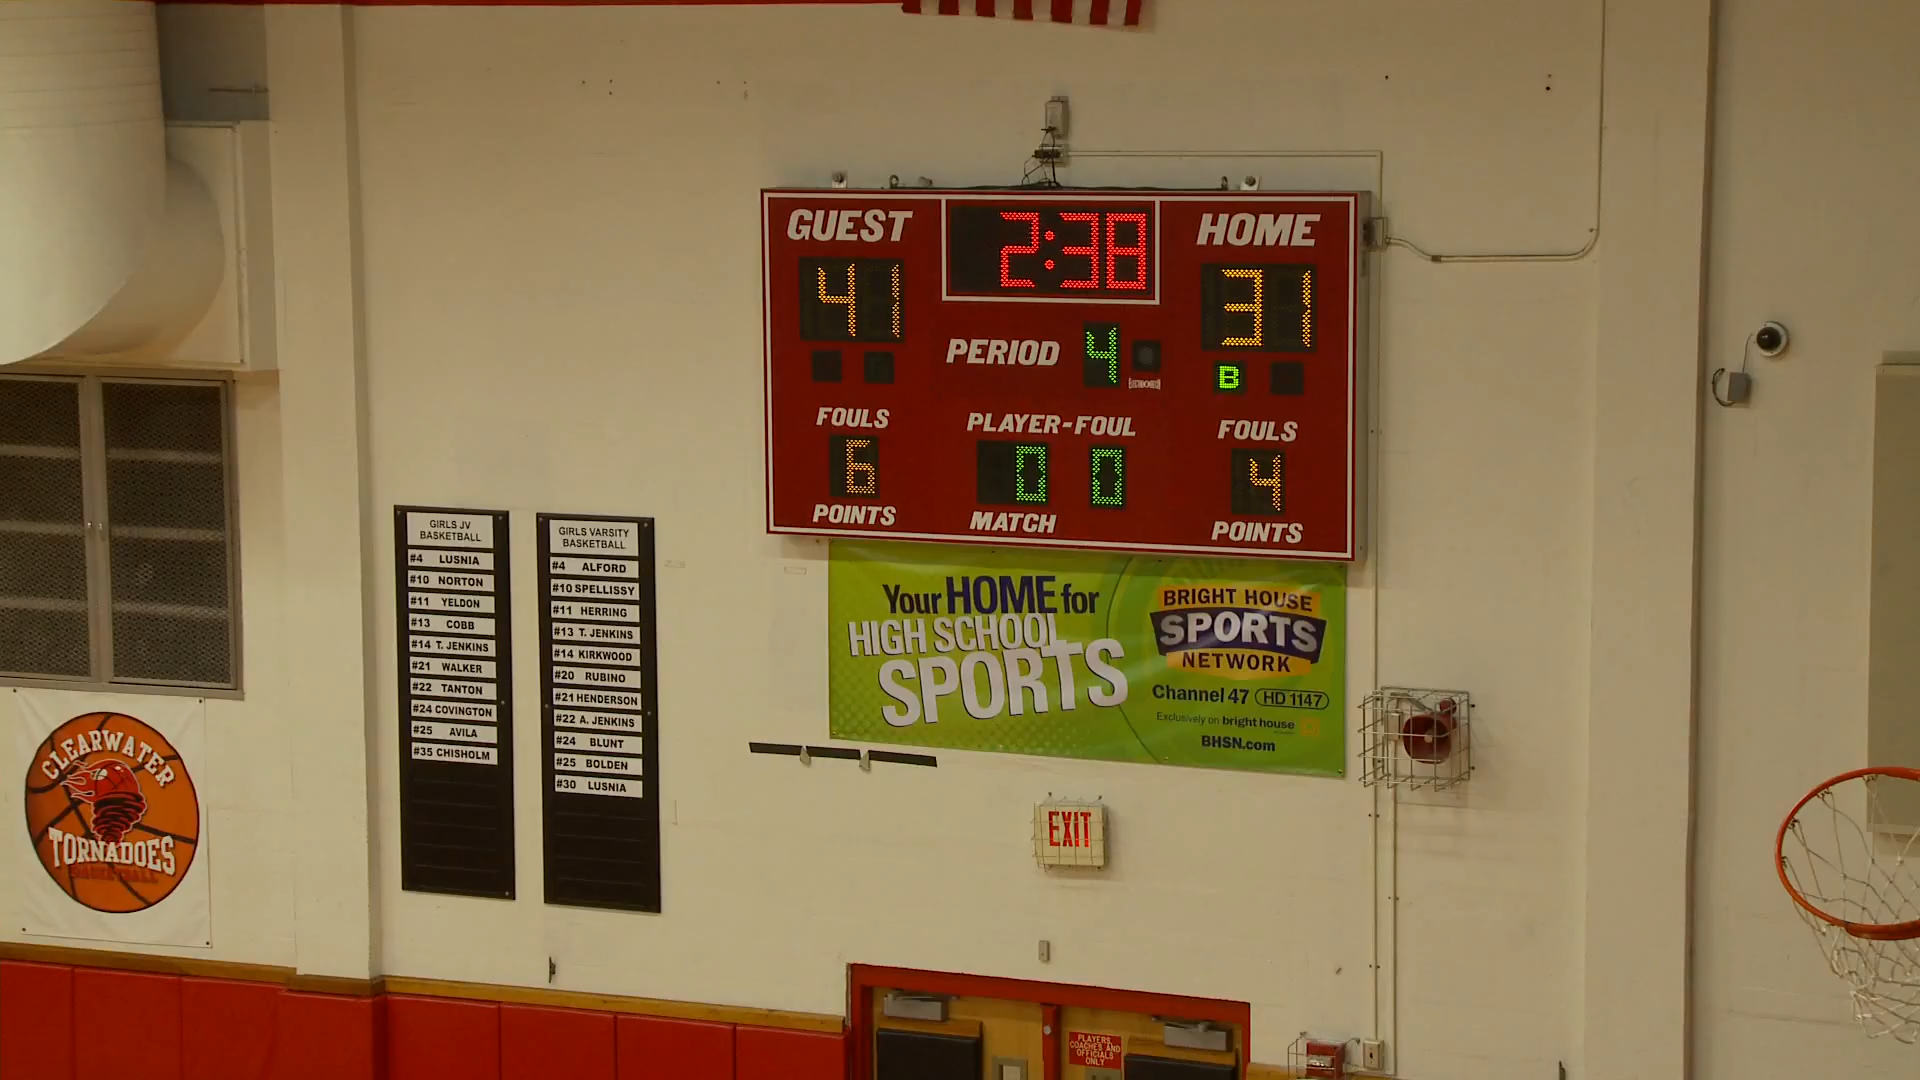 GUEST
2:38
HOME
41
31
PERIOD 4
B
FOULS
PLAYER-FOUL
FOULS
6
0 0
4
POINTS
MATCH
POINTS
GIRLS JV
BASKETBALL
#4 LUSNIA
#10 NORTON
#11 YELDON
#13 COBB
#14 T. JENKINS
#21 WALKER
#22 TANTON
#24 COVINGTON
#25 AVILA
#35 CHISHOLM
GIRLS VARSITY
BASKETBALL
#4 ALFORD
#10 SPELLISSY
#11 HERRING
#13 T. JENKINS
#14 KIRKWOOD
#20 RUBINO
#21 HENDERSON
#22 A. JENKINS
#24 BLUNT
#25 BOLDEN
#30 LUSNIA
Your HOME for
HIGH SCHOOL
SPORTS
BRIGHT HOUSE
SPORTS
NETWORK
Channel 47 HD 1147
Exclusively on bright house
BHSN.com
CLEARWATER
TORNADOES
BASKETBALL
EXIT
PLAYERS,
COACHES AND
OFFICIALS
ONLY